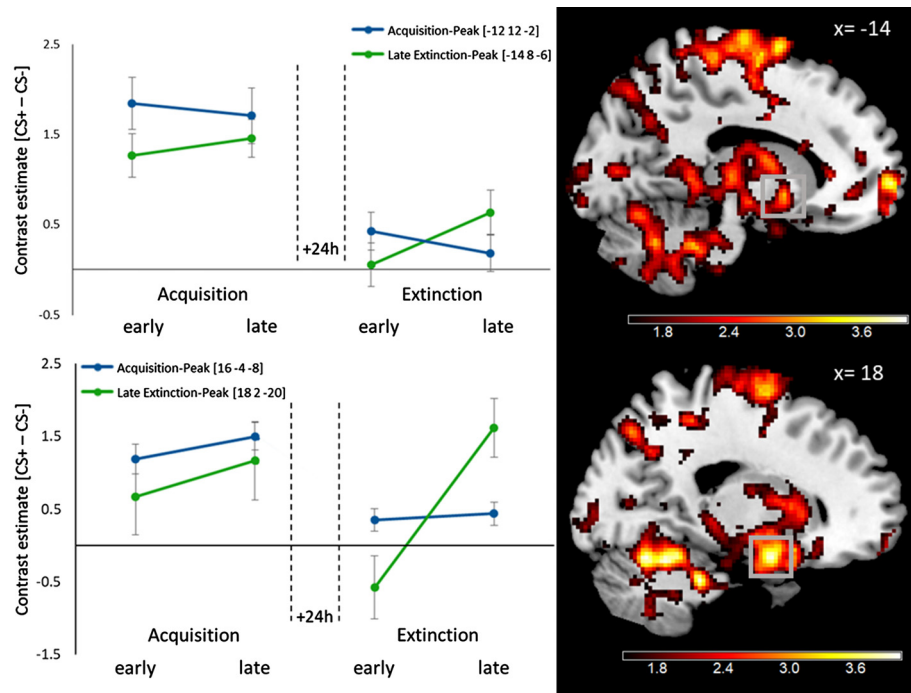 2.5
1.5
0.5
-0.5
Contrast estimate [CS+ – CS-]
Acquisition-Peak [-12 12 -2]
Late Extinction-Peak [-14 8 -6]
+24h
Acquisition
Extinction
early
late
early
late
x= -14
1.8
2.4
3.0
3.6
2.5
1.5
0.5
-0.5
-1.5
Contrast estimate [CS+ – CS-]
Acquisition-Peak [16 -4 -8]
Late Extinction-Peak [18 2 -20]
+24h
Acquisition
Extinction
early
late
early
late
x= 18
1.8
2.4
3.0
3.6